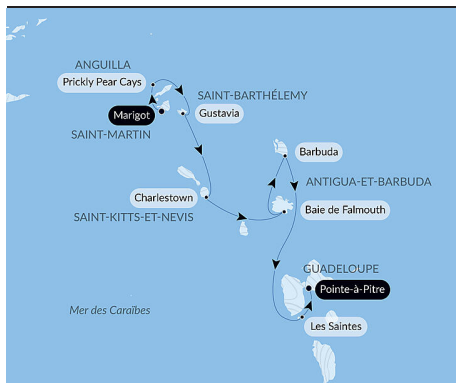 ANGUILLA
Prickly Pear Cays
SAINT-BARTHÉLEMY
Marigot
Gustavia
SAINT-MARTIN
Barbuda
ANTIGUA-ET-BARBUDA
Charlestown
Baie de Falmouth
SAINT-KITTS-ET-NEVIS
GUADELOUPE
Pointe-à-Pitre
Mer des Caraïbes
Les Saintes